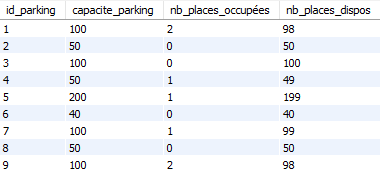 id_parking capacite_parking nb_places_occupées nb_places_dispos
1 100 2 98
2 50 0 50
3 100 0 100
4 50 1 49
5 200 1 199
6 40 0 40
7 100 1 99
8 50 0 50
9 100 2 98